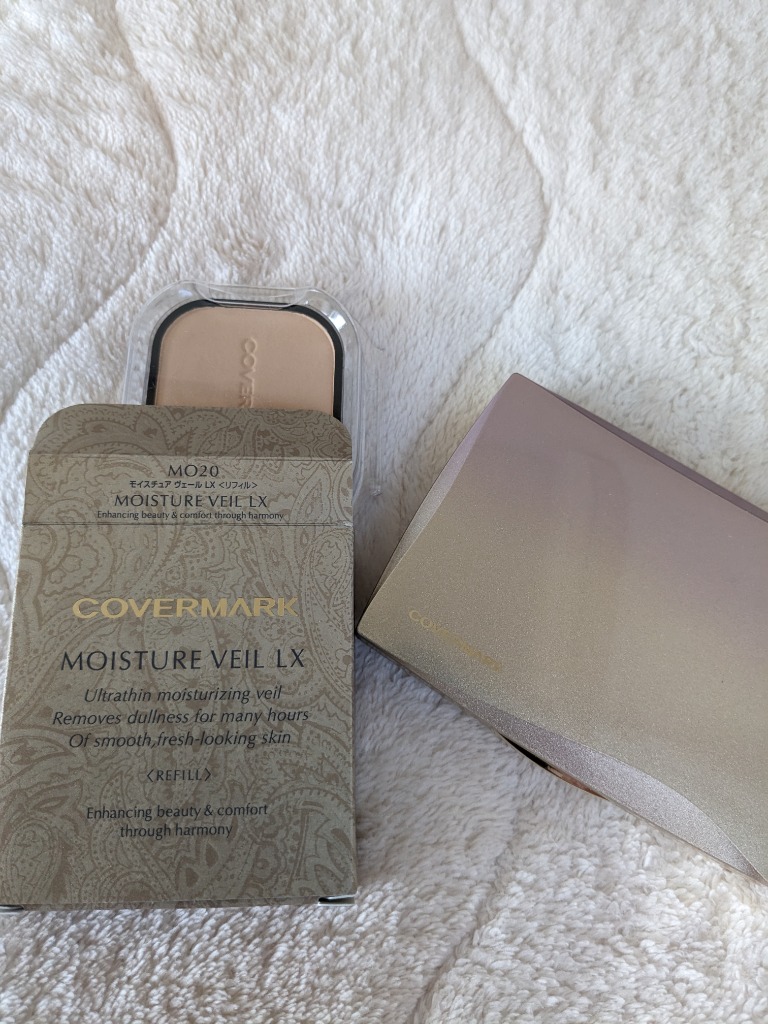 COVER
MO20
モイスチュア ヴェール LX <リフィル>
MOISTURE VEIL LX
Enhancing beauty & comfort through harmony
COVERMARK
MOISTURE VEIL LX
Ultrathin moisturizing veil
Removes dullness for many hours
Of smooth,fresh-looking skin
<REFILL>
Enhancing beauty & comfort
through harmony
COVERMARK